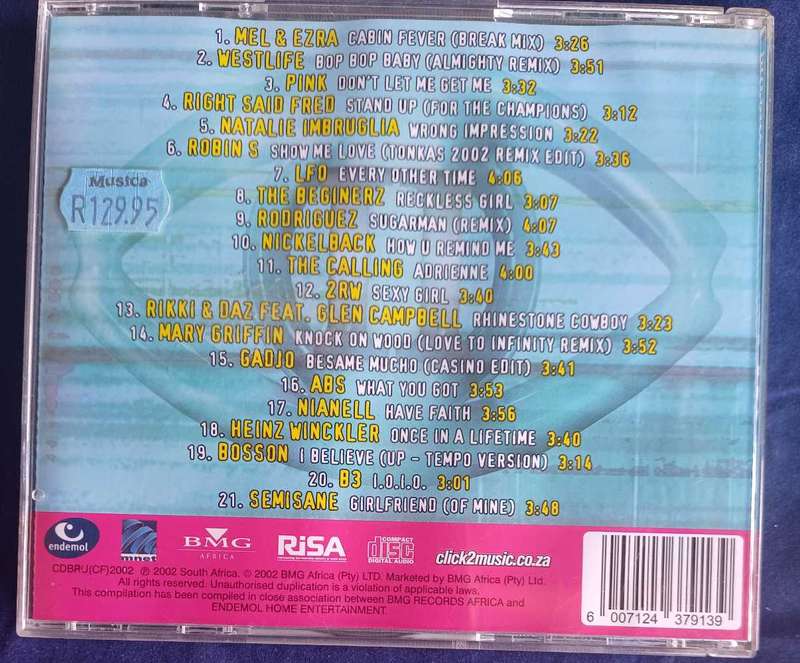 1. MEL & EZRA CABIN FEVER (BREAK MIX) 3:26
2. WESTLIFE BOP BOP BABY (ALMIGHTY REMIX) 3:51
3. PINK DON'T LET ME GET ME 3:32
4. RIGHT SAID FRED STAND UP (FOR THE CHAMPIONS) 3:12
5. NATALIE IMBRUGLIA WRONG IMPRESSION 3:22
6. ROBIN S SHOW ME LOVE (TONKAS 2002 REMIX EDIT) 3:36
7. LFO EVERY OTHER TIME 4:06
8. THE BEGINERZ RECKLESS GIRL 3:07
9. RODRIGUEZ SUGARMAN (REMIX) 4:07
10. NICKELBACK HOW U REMIND ME 3:43
11. THE CALLING ADRIENNE 4:00
12. 2RW SEXY GIRL 3:40
13. RIKKI & DAZ FEAT. GLEN CAMPBELL RHINESTONE COWBOY 3:23
14. MARY GRIFFIN KNOCK ON WOOD (LOVE TO INFINITY REMIX) 3:52
15. GADJO BESAME MUCHO (CASINO EDIT) 3:41
16. ABS WHAT YOU GOT 3:53
17. NIANELL HAVE FAITH 3:56
18. HEINZ WINCKLER ONCE IN A LIFETIME 3:40
19. BOSSON I BELIEVE (UP - TEMPO VERSION) 3:14
20. B3 I.O.I.O. 3:01
21. SEMISANE GIRLFRIEND (OF MINE) 3:48
Musica
R129.95
endemol
mnet
BMG
AFRICA
RiSA
COMPACT
disc
DIGITAL AUDIO
click2music.co.za
CDBRJ(CF)2002 ℗ 2002 South Africa. © 2002 BMG Africa (Pty) LTD. Marketed by BMG Africa (Pty) Ltd.
All rights reserved. Unauthorised duplication is a violation of applicable laws.
This compilation has been compiled in close association between BMG RECORDS AFRICA and
ENDEMOL HOME ENTERTAINMENT.
6 007124 379139